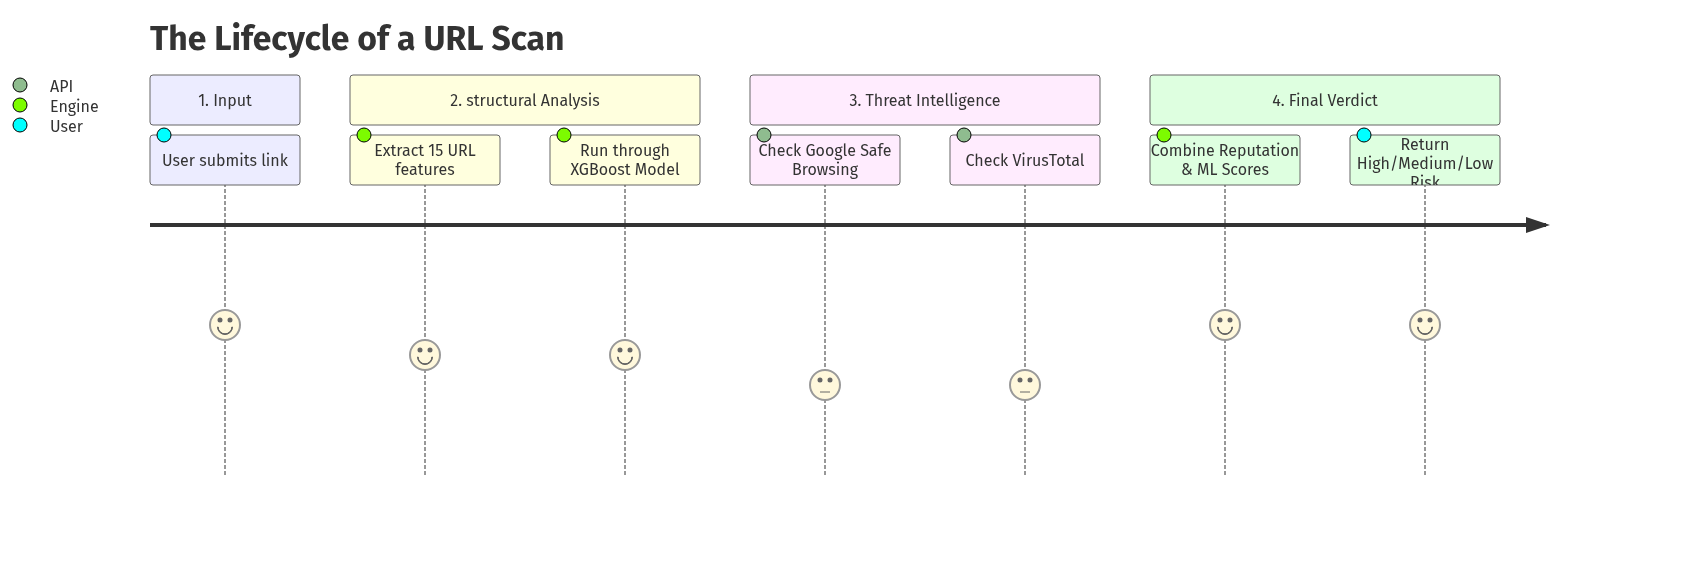 The Lifecycle of a URL Scan
API
Engine
User
1. Input
2. structural Analysis
3. Threat Intelligence
4. Final Verdict
User submits link
Extract 15 URL
features
Run through
XGBoost Model
Check Google Safe
Browsing
Check VirusTotal
Combine Reputation
& ML Scores
Return
High/Medium/Low
Risk